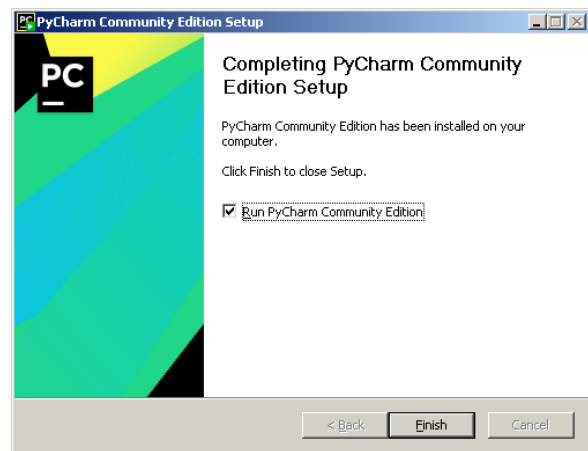 PyCharm Community Edition Setup
PC
Completing PyCharm Community
Edition Setup
PyCharm Community Edition has been installed on your
computer.
Click Finish to close Setup.
Run PyCharm Community Edition
< Back
Finish
Cancel